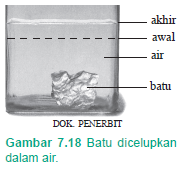 akhir
awal
air
batu
DOK. PENERBIT
Gambar 7.18 Batu dicelupkan
dalam air.